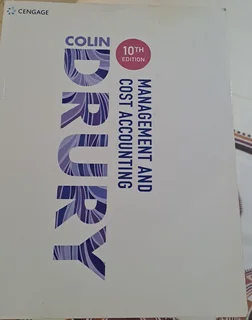 CENGAGE
COLIN
DRURY
10TH
EDITION
MANAGEMENT AND
COST ACCOUNTING